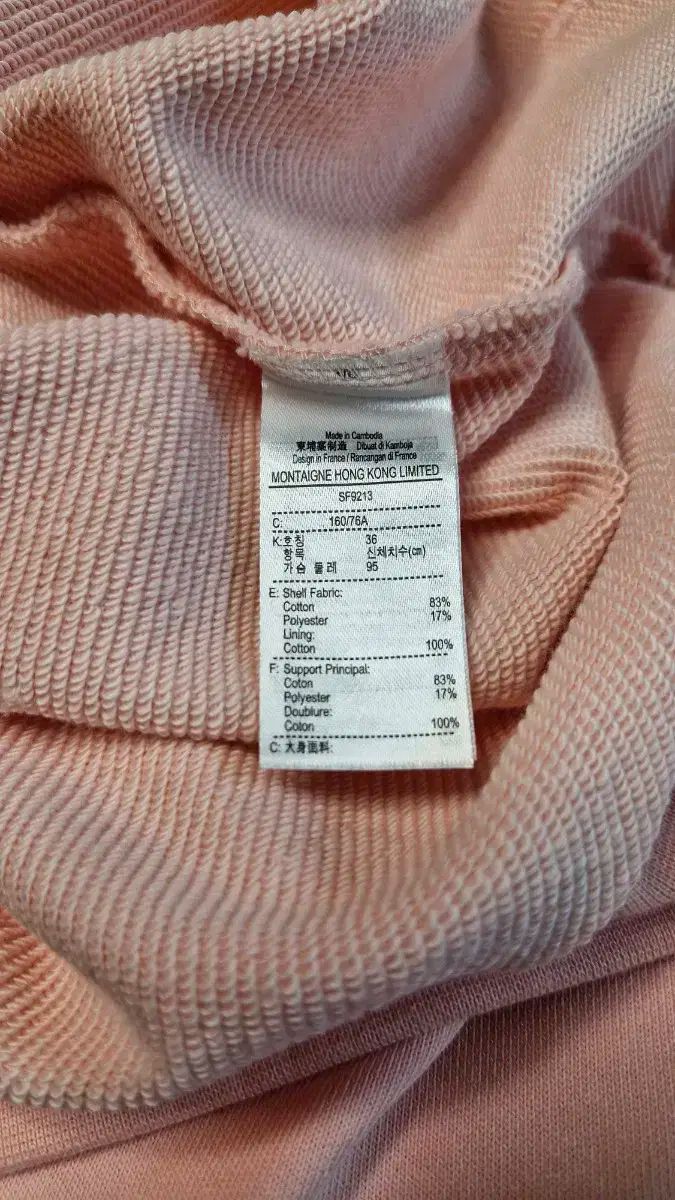 Made in Cambodia
柬埔寨制造 Dibuat di Kamboja
Design in France / Rancangan di France
MONTAIGNE HONG KONG LIMITED
SF9213
C: 160/76A
K:호칭 36
항목 신체치수(cm)
가슴 둘레 95
E: Shell Fabric:
Cotton 83%
Polyester 17%
Lining:
Cotton 100%
F: Support Principal:
Coton 83%
Polyester 17%
Doublure:
Coton 100%
C: 大身面料: